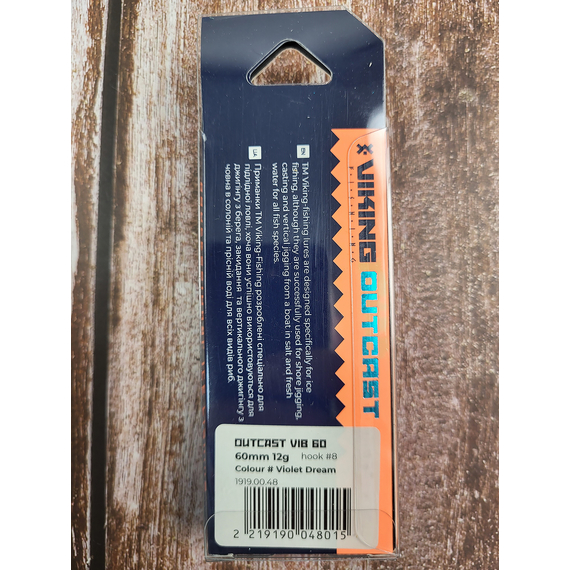 VIKING OUTCAST
FISHING
EN
TM Viking-fishing lures are designed specifically for ice
fishing, although they are successfully used for shore jigging,
casting and vertical jigging from a boat in salt and fresh
water for all fish species.
UA
Приманки ТМ Viking-Fishing розроблені спеціально для
підлідної ловлі, хоча вони успішно використовуються для
джигінгу з берега, закидання та вертикального джигінгу з
човна в солоній та прісній воді для всіх видів риб.
OUTCAST VIB 60
60mm 12g hook #8
Colour # Violet Dream
1919.00.48
2 219190 048015